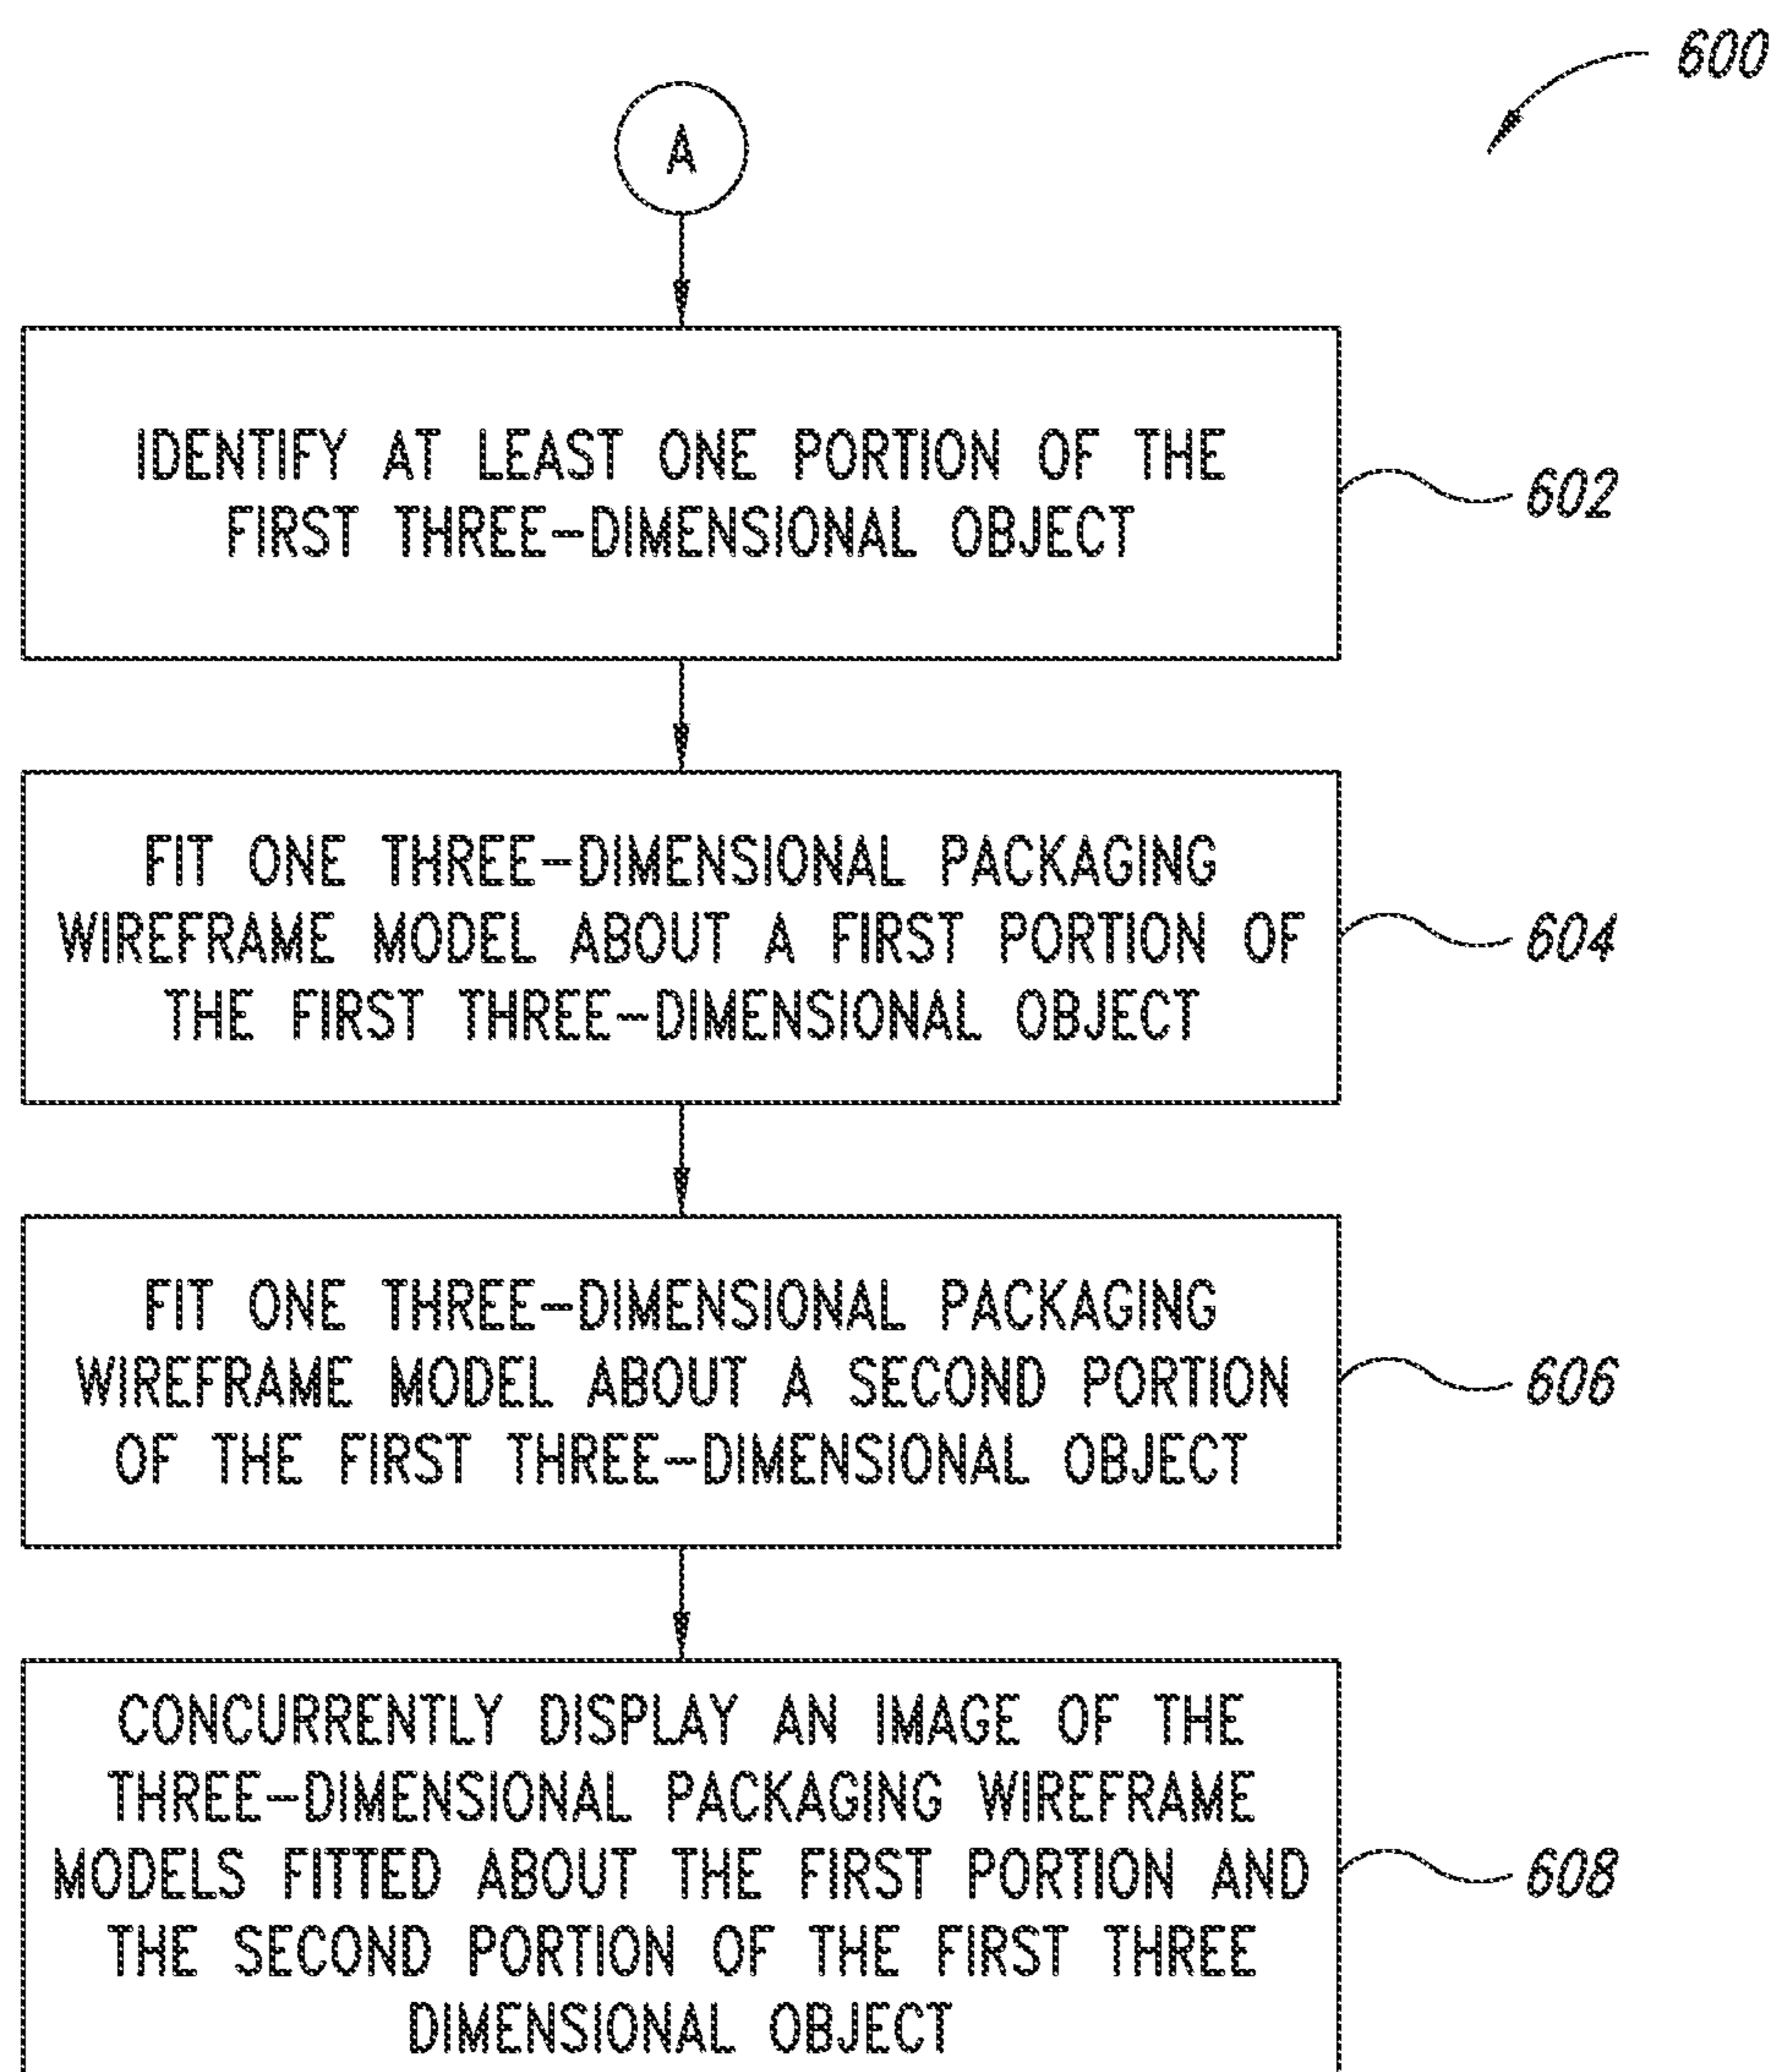 600
A
IDENTIFY AT LEAST ONE PORTION OF THE
FIRST THREE-DIMENSIONAL OBJECT
602
FIT ONE THREE-DIMENSIONAL PACKAGING
WIREFRAME MODEL ABOUT A FIRST PORTION OF
THE FIRST THREE-DIMENSIONAL OBJECT
604
FIT ONE THREE-DIMENSIONAL PACKAGING
WIREFRAME MODEL ABOUT A SECOND PORTION
OF THE FIRST THREE-DIMENSIONAL OBJECT
606
CONCURRENTLY DISPLAY AN IMAGE OF THE
THREE-DIMENSIONAL PACKAGING WIREFRAME
MODELS FITTED ABOUT THE FIRST PORTION AND
THE SECOND PORTION OF THE FIRST THREE
DIMENSIONAL OBJECT
608